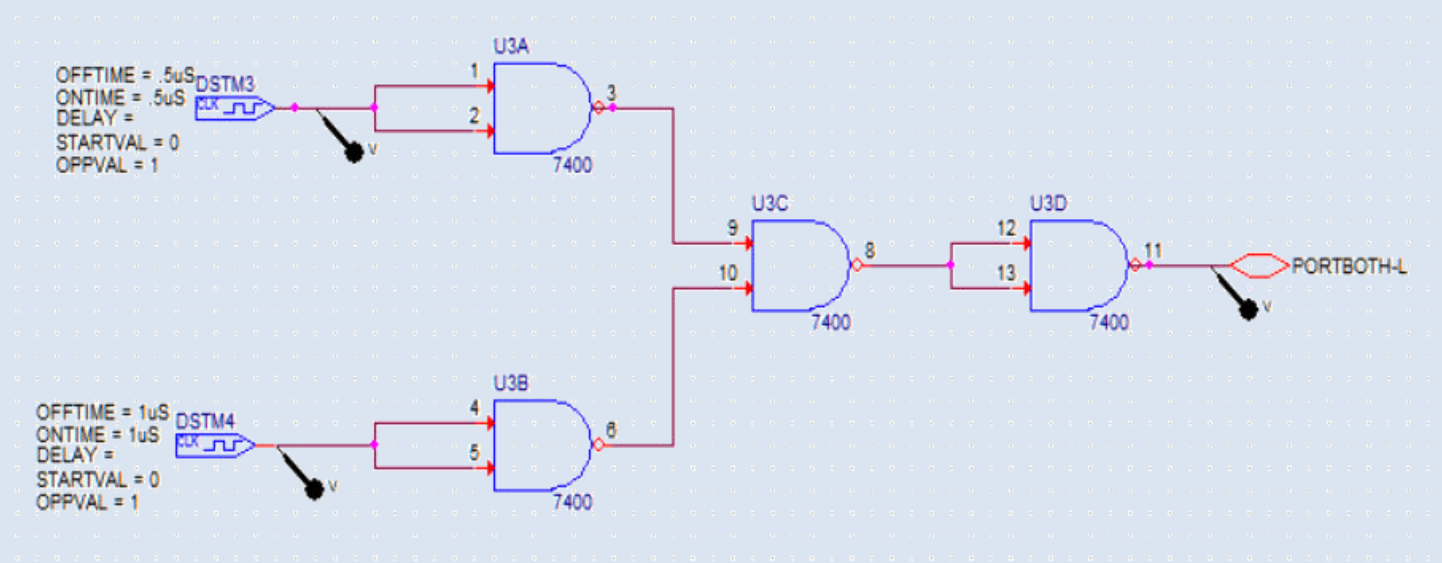 U3A
OFFTIME = .5uS
DSTM3
ONTIME = .5uS
CLK
DELAY =
STARTVAL = 0
OPPVAL = 1
1
2
3
V
7400
U3C
U3D
9
10
8
12
13
11
PORTBOTH-L
V
7400
7400
U3B
OFFTIME = 1uS
DSTM4
ONTIME = 1uS
CLK
DELAY =
STARTVAL = 0
OPPVAL = 1
4
5
6
V
7400